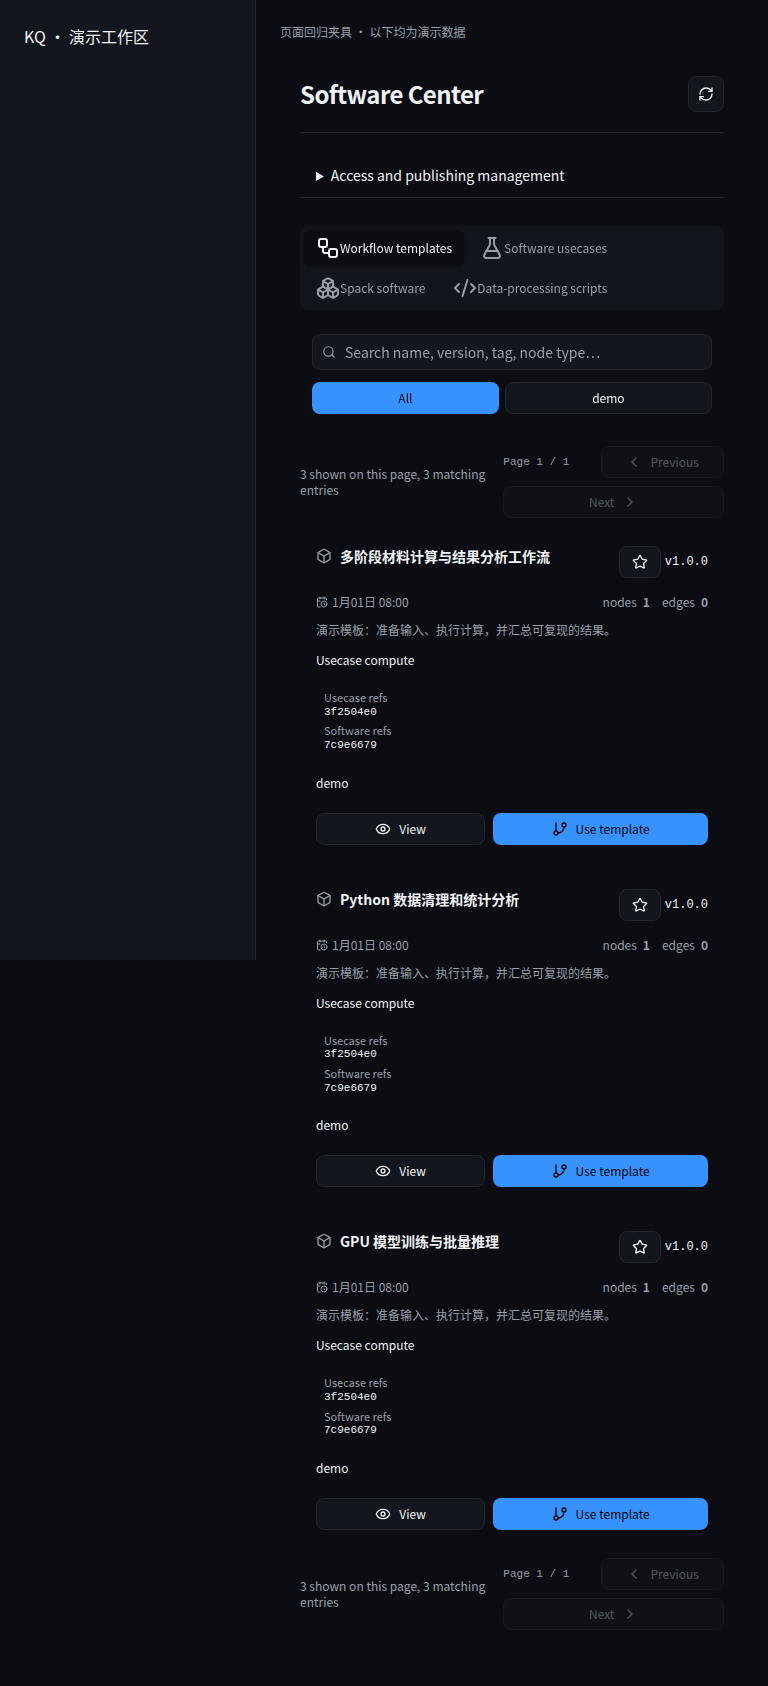 KQ · 演示工作区
页面回归夹具 · 以下均为演示数据
Software Center
Access and publishing management
Workflow templates
Software usecases
Spack software
Data-processing scripts
Search name, version, tag, node type…
All
demo
3 shown on this page, 3 matching
entries
Page 1 / 1
Previous
Next
多阶段材料计算与结果分析工作流
v1.0.0
1月01日 08:00
nodes 1 edges 0
演示模板：准备输入、执行计算，并汇总可复现的结果。
Usecase compute
Usecase refs
3f2504e0
Software refs
7c9e6679
demo
View
Use template
Python 数据清理和统计分析
v1.0.0
1月01日 08:00
nodes 1 edges 0
演示模板：准备输入、执行计算，并汇总可复现的结果。
Usecase compute
Usecase refs
3f2504e0
Software refs
7c9e6679
demo
View
Use template
GPU 模型训练与批量推理
v1.0.0
1月01日 08:00
nodes 1 edges 0
演示模板：准备输入、执行计算，并汇总可复现的结果。
Usecase compute
Usecase refs
3f2504e0
Software refs
7c9e6679
demo
View
Use template
3 shown on this page, 3 matching
entries
Page 1 / 1
Previous
Next